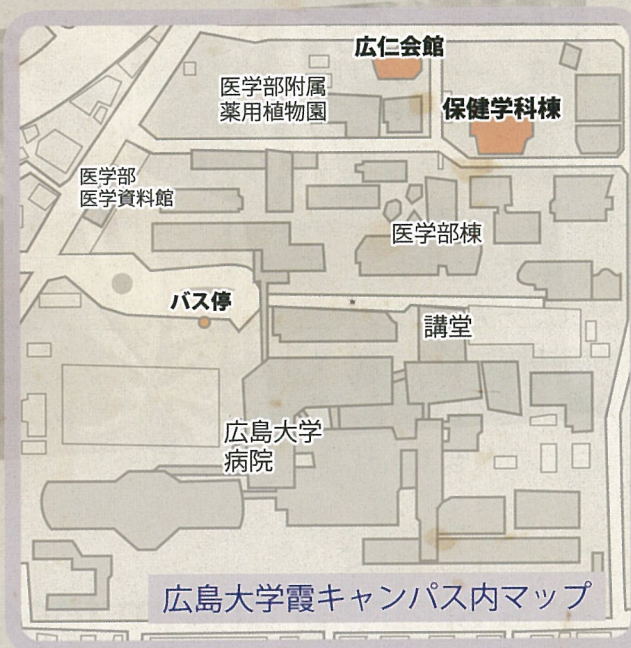 広仁会館
医学部附属
薬用植物園
保健学科棟
医学部
医学資料館
医学部棟
バス停
講堂
広島大学
病院
広島大学霞キャンパス内マップ